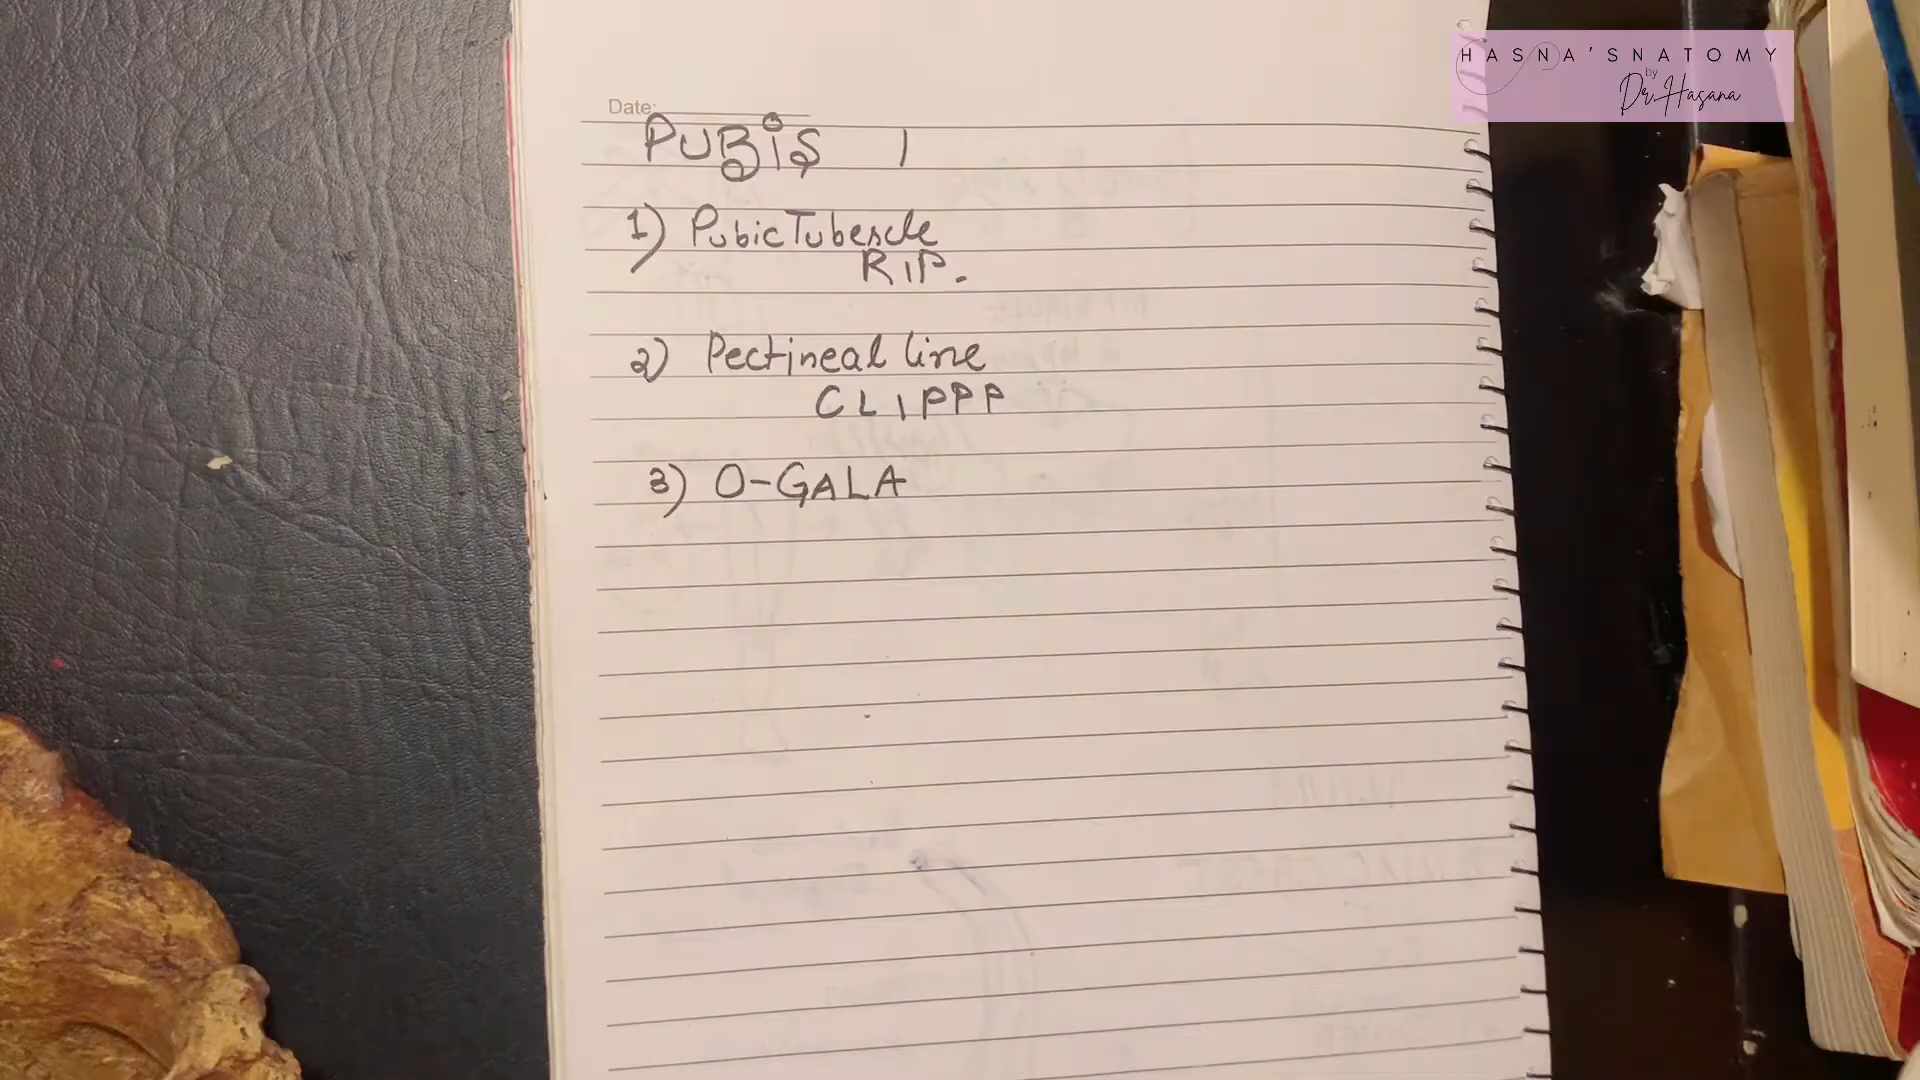 HASNA'SNATOMY
by
Dr.Hasana
Date:
PUBiS 1
1) Pubic Tubercle
RIP.
2) Pectineal line
CLIPPP
3) O-GALA